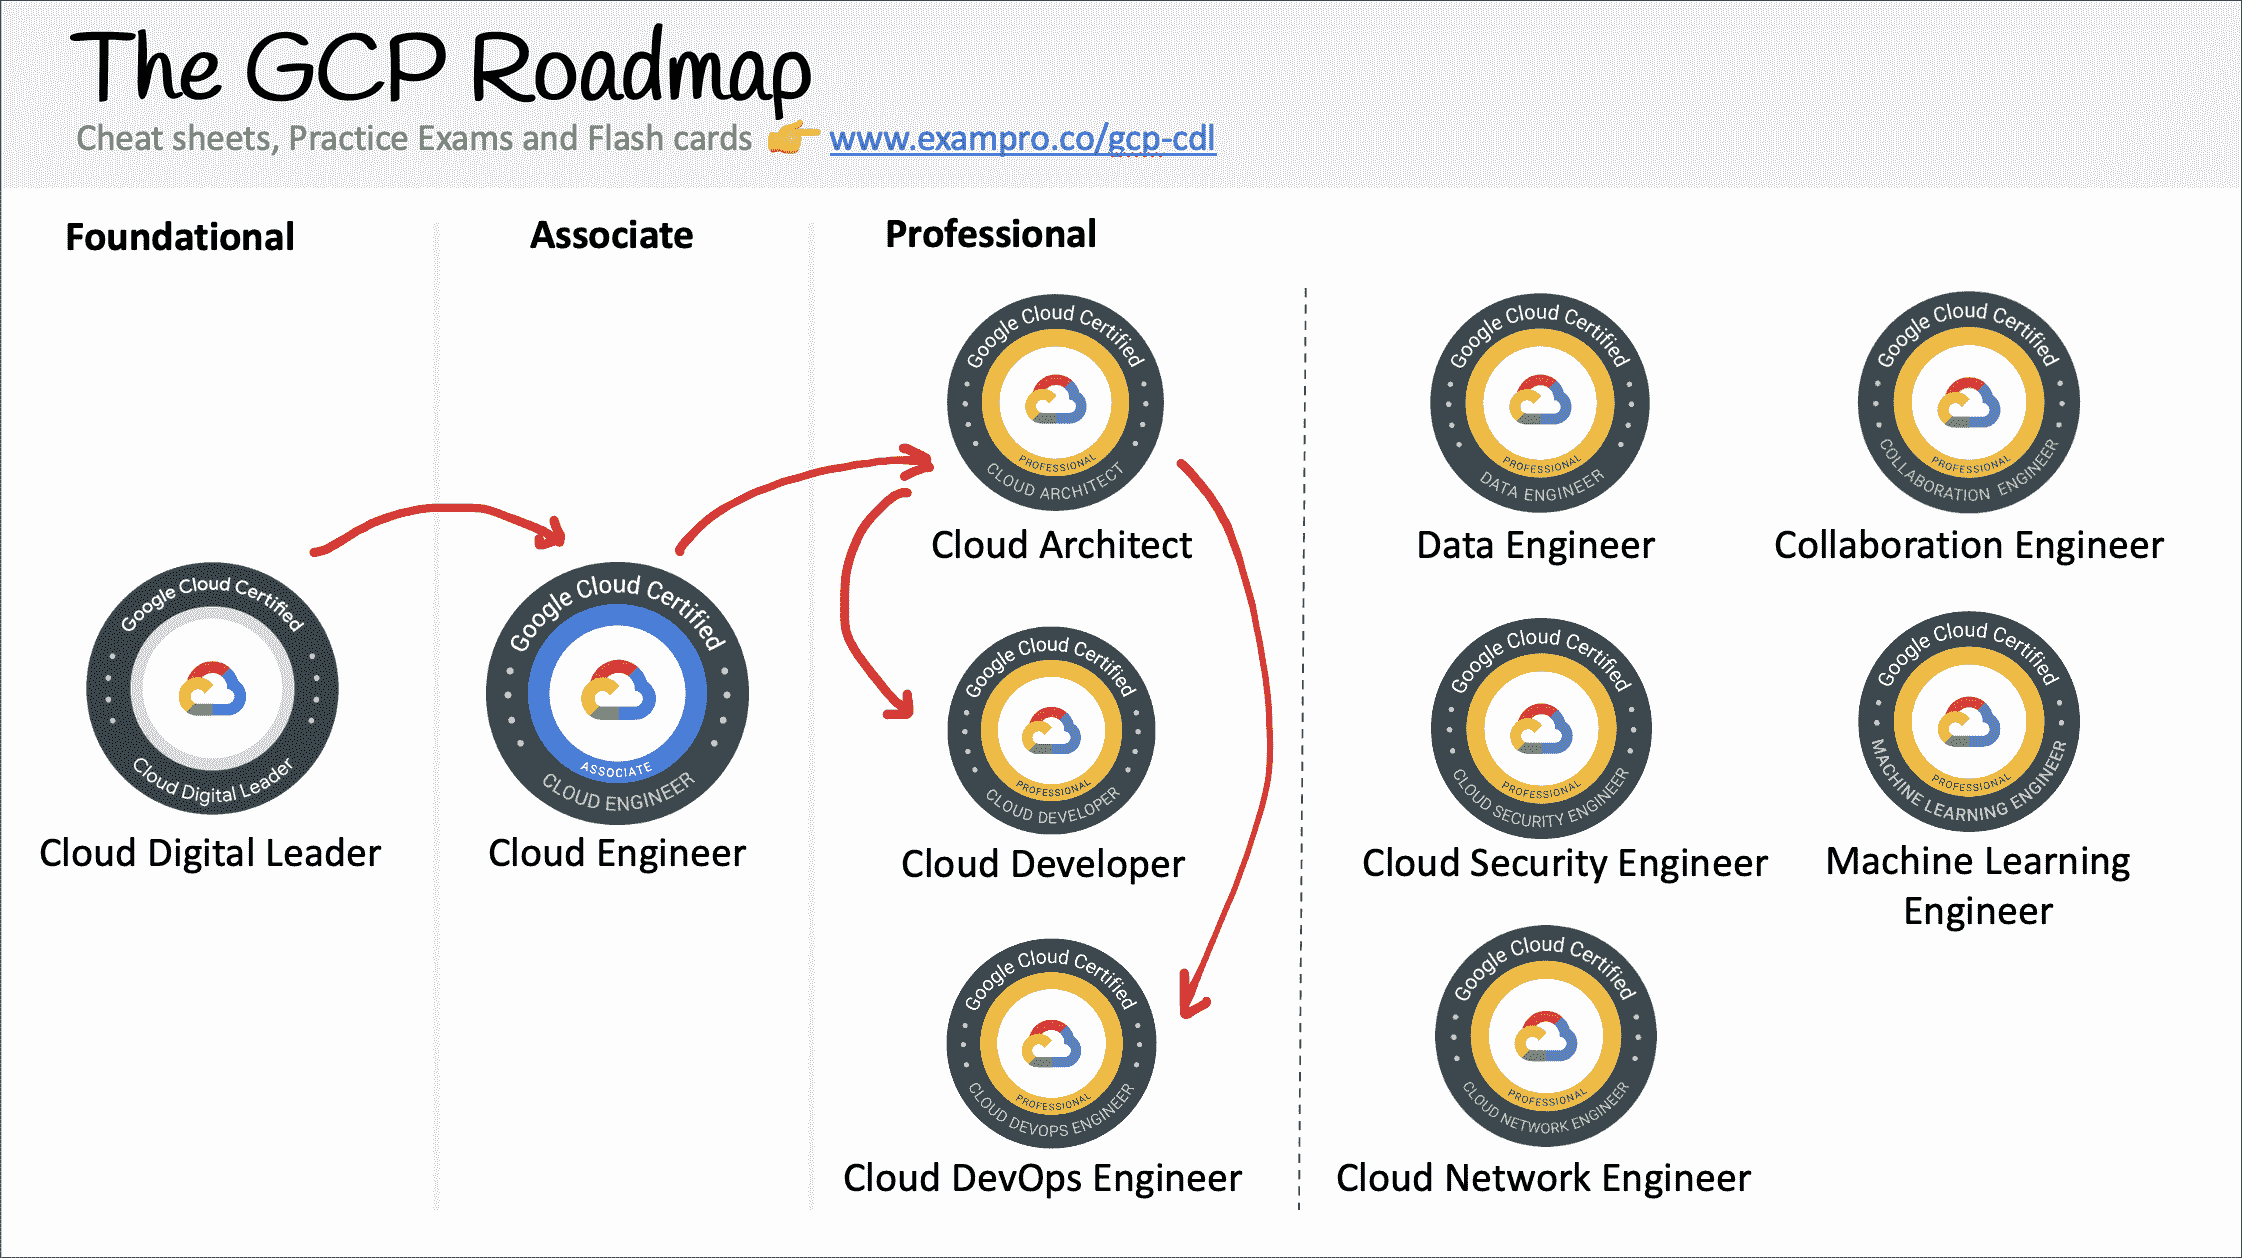 The GCP Roadmap
Cheat sheets, Practice Exams and Flash cards 👉 www.exampro.co/gcp-cdl
Foundational
Associate
Professional
Google Cloud Certified
Cloud Digital Leader
Cloud Digital Leader
Google Cloud Certified
ASSOCIATE
CLOUD ENGINEER
Cloud Engineer
Google Cloud Certified
PROFESSIONAL
CLOUD ARCHITECT
Cloud Architect
Google Cloud Certified
PROFESSIONAL
CLOUD DEVELOPER
Cloud Developer
Google Cloud Certified
PROFESSIONAL
CLOUD DEVOPS ENGINEER
Cloud DevOps Engineer
Google Cloud Certified
PROFESSIONAL
DATA ENGINEER
Data Engineer
Google Cloud Certified
PROFESSIONAL
COLLABORATION ENGINEER
Collaboration Engineer
Google Cloud Certified
PROFESSIONAL
CLOUD SECURITY ENGINEER
Cloud Security Engineer
Google Cloud Certified
PROFESSIONAL
MACHINE LEARNING ENGINEER
Machine Learning
Engineer
Google Cloud Certified
PROFESSIONAL
CLOUD NETWORK ENGINEER
Cloud Network Engineer